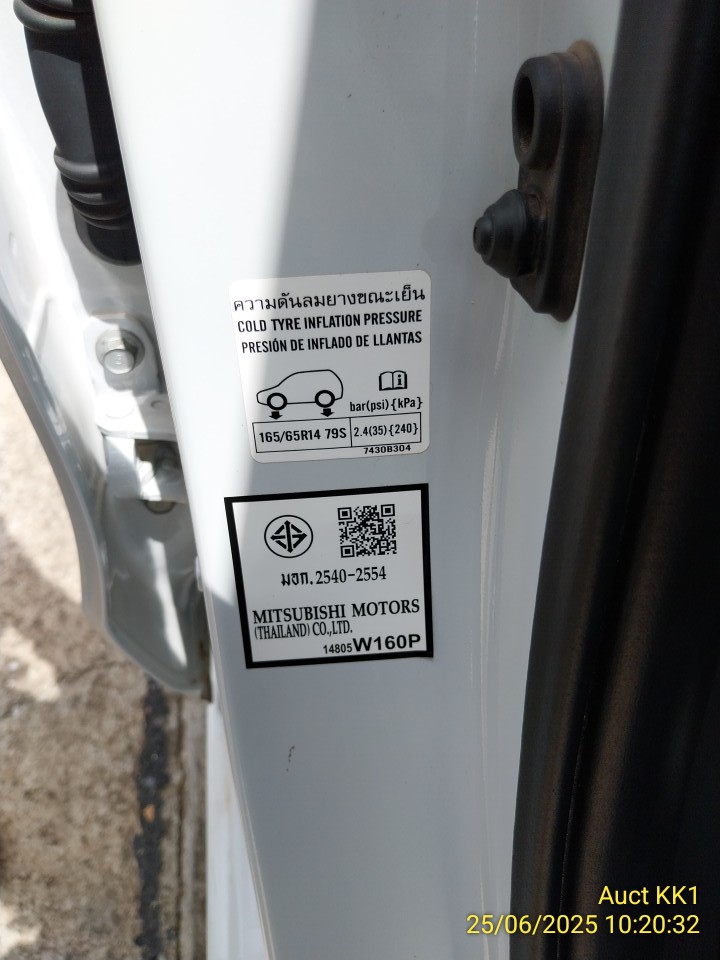 ความดันลมยางขณะเย็น
COLD TYRE INFLATION PRESSURE
PRESIÓN DE INFLADO DE LLANTAS
bar(psi){kPa}
165/65R14 79S 2.4(35){240}
7430B304
มอก.2540-2554
MITSUBISHI MOTORS
(THAILAND) CO.,LTD.
14805 W160P
Auct KK1
25/06/2025 10:20:32